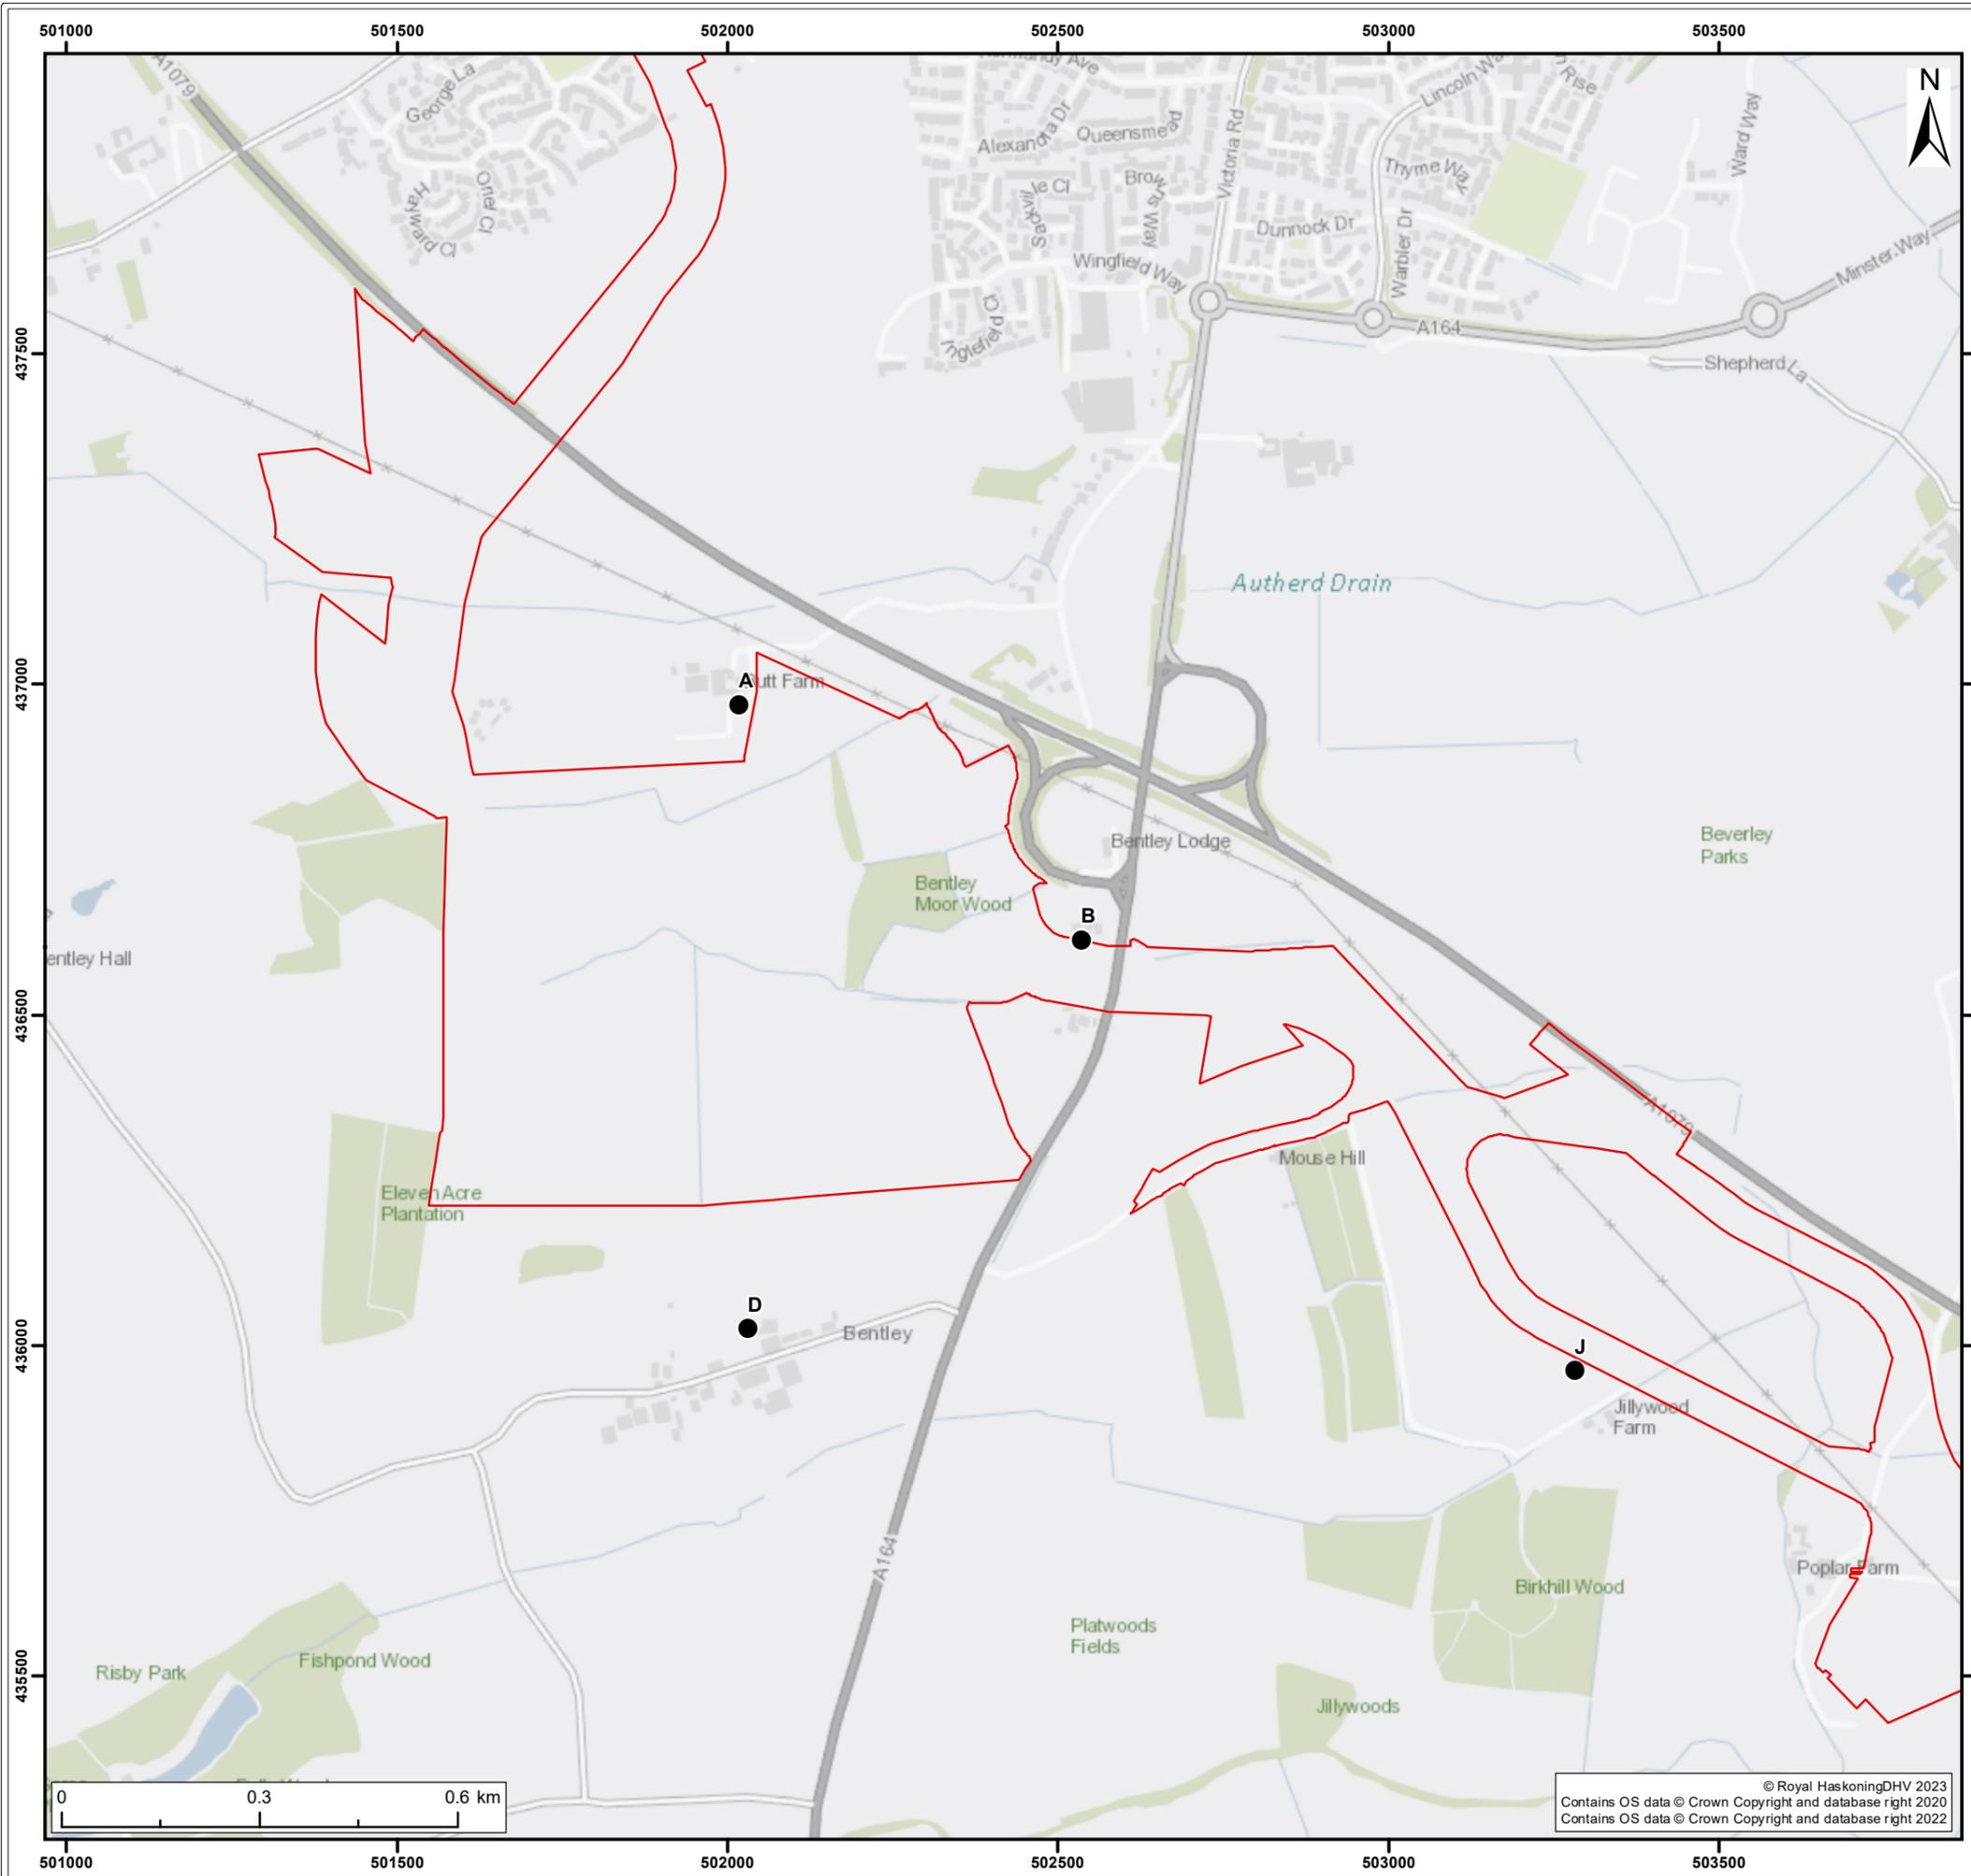 501000 501500 502000 502500 503000 503500
N
A1079
George La
Oriel Cl
Hayward Cl
Alexandra Dr
Queensmead
Victoria Rd
Thyme Way
Rise
Ward Way
Dunnock Dr
Warbler Dr
Wingfield Way
Inglefield Cl
Minster Way
A164
Shepherd La
437500
Autherd Drain
437000
A
Butt Farm
Bentley Lodge
Beverley
Parks
Bentley
Moor Wood
B
entley Hall
436500
A1079
Mouse Hill
Eleven Acre
Plantation
D
Bentley
436000
J
Jillywood
Farm
A164
Poplar Farm
Birkhill Wood
Platwoods
Fields
Risby Park
Fishpond Wood
435500
Jillywoods
0 0.3 0.6 km
© Royal HaskoningDHV 2023
Contains OS data © Crown Copyright and database right 2020
Contains OS data © Crown Copyright and database right 2022
501000 501500 502000 502500 503000 503500